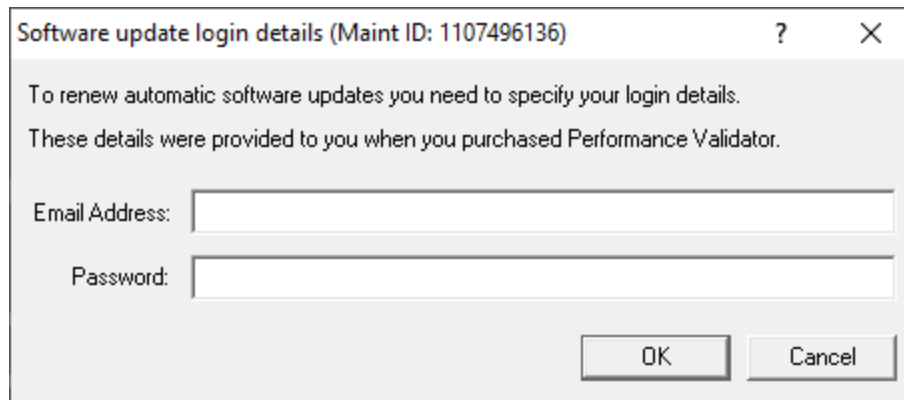 Software update login details (Maint ID: 1107496136) ?
To renew automatic software updates you need to specify your login details.
These details were provided to you when you purchased Performance Validator.
Email Address:
Password:
OK Cancel